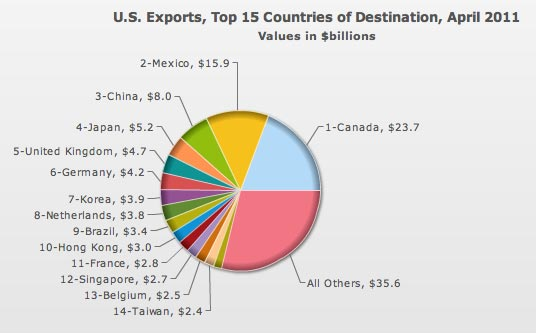 U.S. Exports, Top 15 Countries of Destination, April 2011
Values in $billions
2-Mexico, $15.9
3-China, $8.0
1-Canada, $23.7
4-Japan, $5.2
5-United Kingdom, $4.7
6-Germany, $4.2
7-Korea, $3.9
8-Netherlands, $3.8
9-Brazil, $3.4
10-Hong Kong, $3.0
11-France, $2.8
12-Singapore, $2.7
13-Belgium, $2.5
14-Taiwan, $2.4
All Others, $35.6